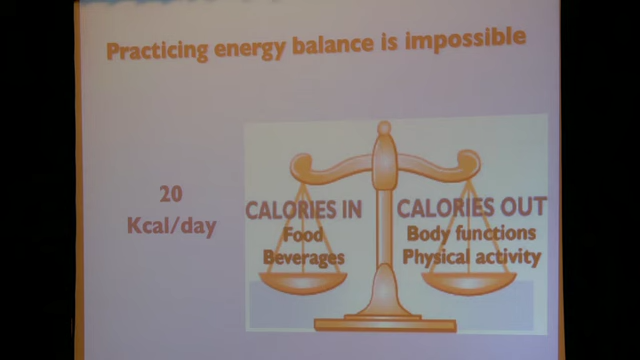 Practicing energy balance is impossible
20
Kcal/day
CALORIES IN
Food
Beverages
CALORIES OUT
Body functions
Physical activity